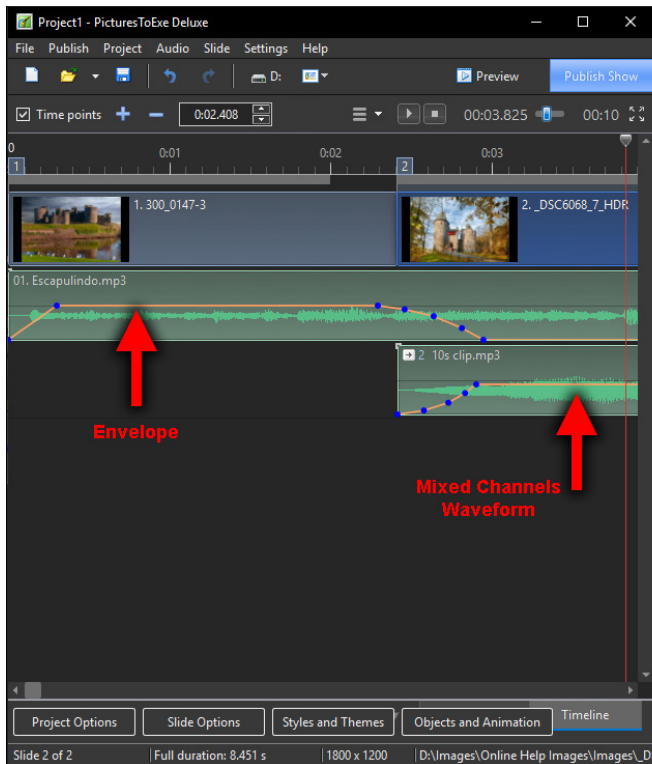 Project1 - PicturesToExe Deluxe
File Publish Project Audio Slide Settings Help
D: Preview Publish Show
Time points 0:02.408 00:03.825 00:10
0 0:01 0:02 0:03
1 2
1. 300_0147-3 2. _DSC6068_7_HDR
01. Escapulindo.mp3
2 10s clip.mp3
Envelope
Mixed Channels
Waveform
Project Options Slide Options Styles and Themes Objects and Animation Timeline
Slide 2 of 2 Full duration: 8.451 s 1800 x 1200 D:\Images\Online Help Images\Images\_D